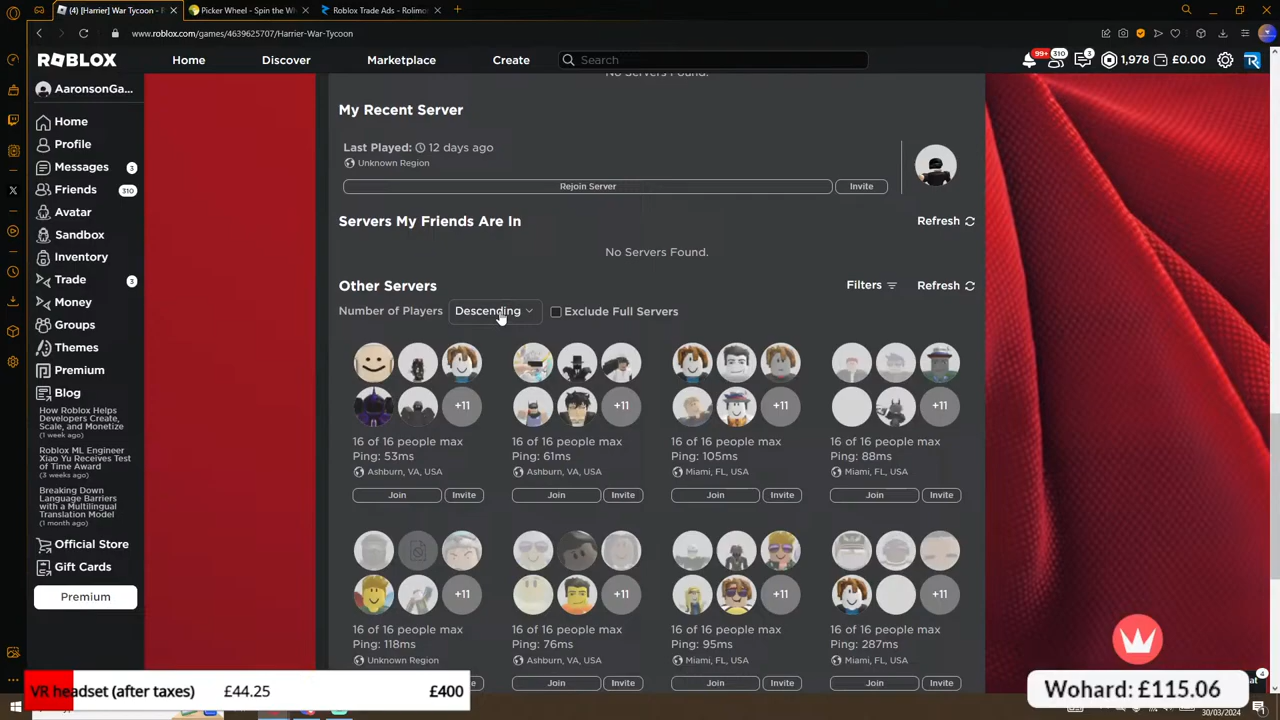 (4) [Harrier] War Tycoon -
Picker Wheel - Spin the Wh
Roblox Trade Ads - Rolimo
www.roblox.com/games/4639625707/Harrier-War-Tycoon
ROBLOX
Home
Discover
Marketplace
Create
Search
99+
310
3
1,978
£0.00
AaronsonGa...
Home
Profile
Messages 3
Friends 310
Avatar
Sandbox
Inventory
Trade 3
Money
Groups
Themes
Premium
Blog
How Roblox Helps
Developers Create,
Scale, and Monetize
(1 week ago)
Roblox ML Engineer
Xiao Yu Receives Test
of Time Award
(3 weeks ago)
Breaking Down
Language Barriers
with a Multilingual
Translation Model
(1 month ago)
Official Store
Gift Cards
Premium
No Servers Found.
My Recent Server
Last Played: 12 days ago
Unknown Region
Rejoin Server
Invite
Servers My Friends Are In
Refresh
No Servers Found.
Other Servers
Filters
Refresh
Number of Players
Descending
Exclude Full Servers
+11
+11
+11
+11
16 of 16 people max
16 of 16 people max
16 of 16 people max
16 of 16 people max
Ping: 53ms
Ping: 61ms
Ping: 105ms
Ping: 88ms
Ashburn, VA, USA
Ashburn, VA, USA
Miami, FL, USA
Miami, FL, USA
Join Invite
Join Invite
Join Invite
Join Invite
+11
+11
+11
+11
16 of 16 people max
16 of 16 people max
16 of 16 people max
16 of 16 people max
Ping: 118ms
Ping: 76ms
Ping: 95ms
Ping: 287ms
Unknown Region
Ashburn, VA, USA
Miami, FL, USA
Miami, FL, USA
Join Invite
Join Invite
Join Invite
VR headset (after taxes) £44.25 £400
Wohard: £115.06
4
30/03/2024